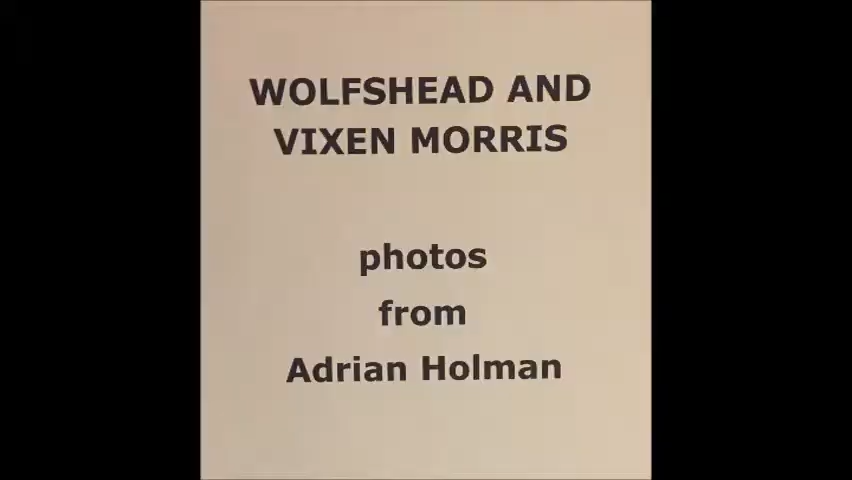 WOLFSHEAD AND
VIXEN MORRIS
photos
from
Adrian Holman